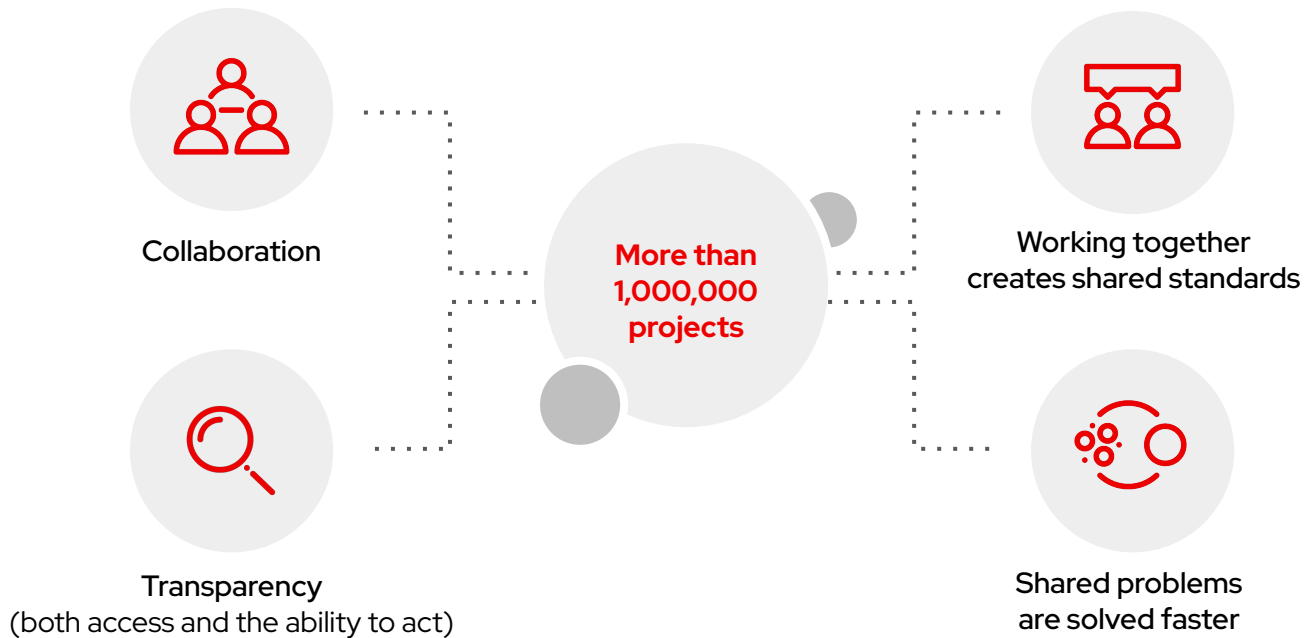 Collaboration
Transparency
(both access and the ability to act)
More than
1,000,000
projects
Working together
creates shared standards
Shared problems
are solved faster